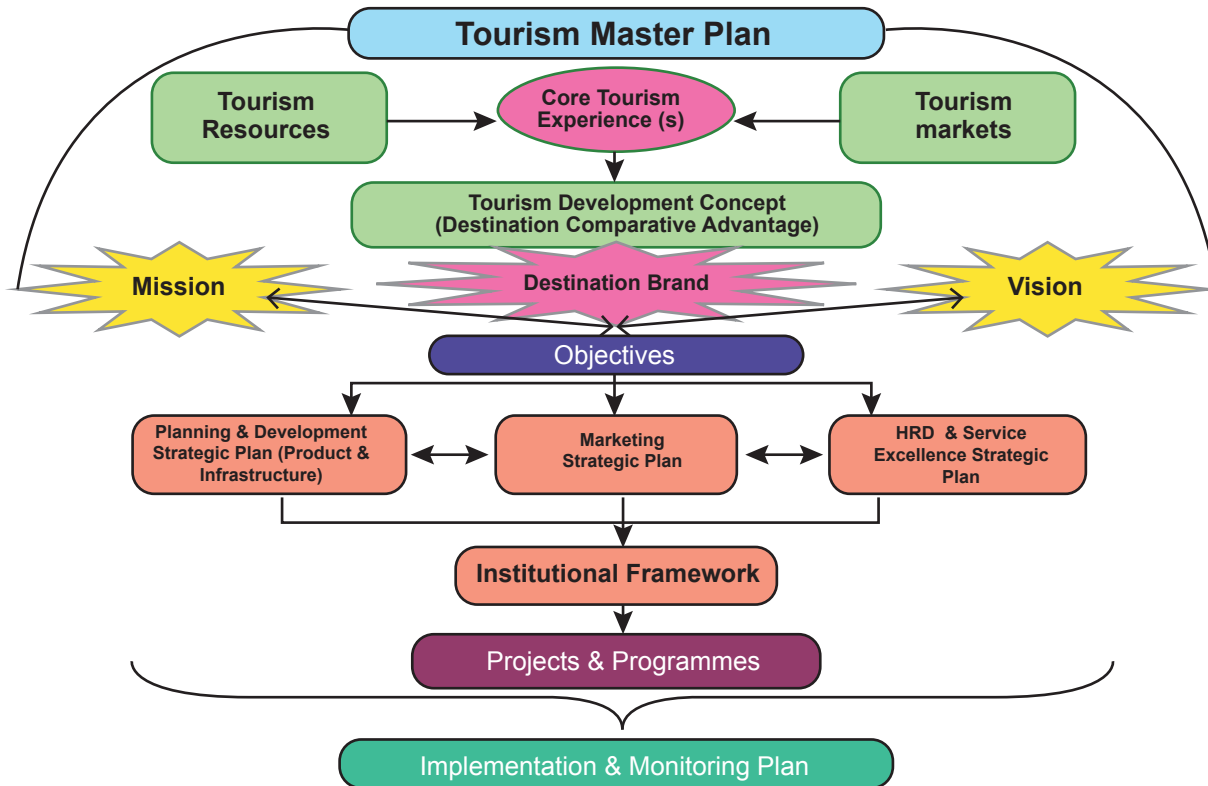 Tourism Master Plan
Tourism
Resources
Core Tourism
Experience (s)
Tourism
markets
Tourism Development Concept
(Destination Comparative Advantage)
Mission
Destination Brand
Vision
Objectives
Planning & Development
Strategic Plan (Product &
Infrastructure)
Marketing
Strategic Plan
HRD & Service
Excellence Strategic
Plan
Institutional Framework
Projects & Programmes
Implementation & Monitoring Plan